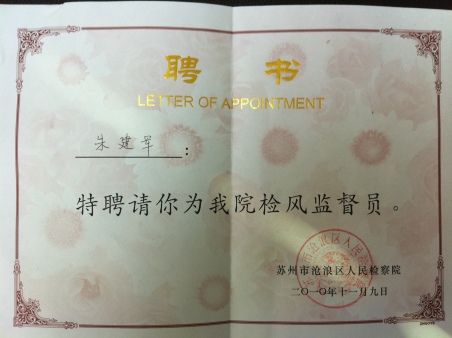 聘 书
LETTER OF APPOINTMENT
朱建军:
特聘请你为我院检风监督员。
苏州市沧浪区人民检察院
二〇一〇年十一月九日